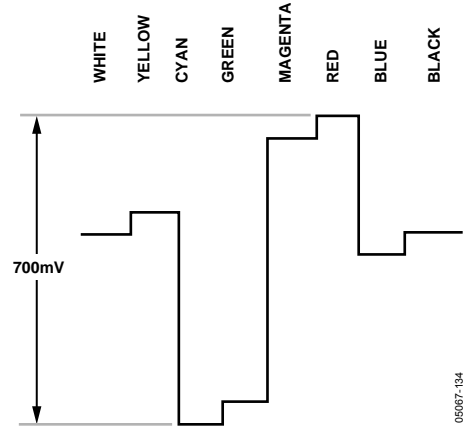 WHITE
YELLOW
CYAN
GREEN
MAGENTA
RED
BLUE
BLACK
700mV
05067-134